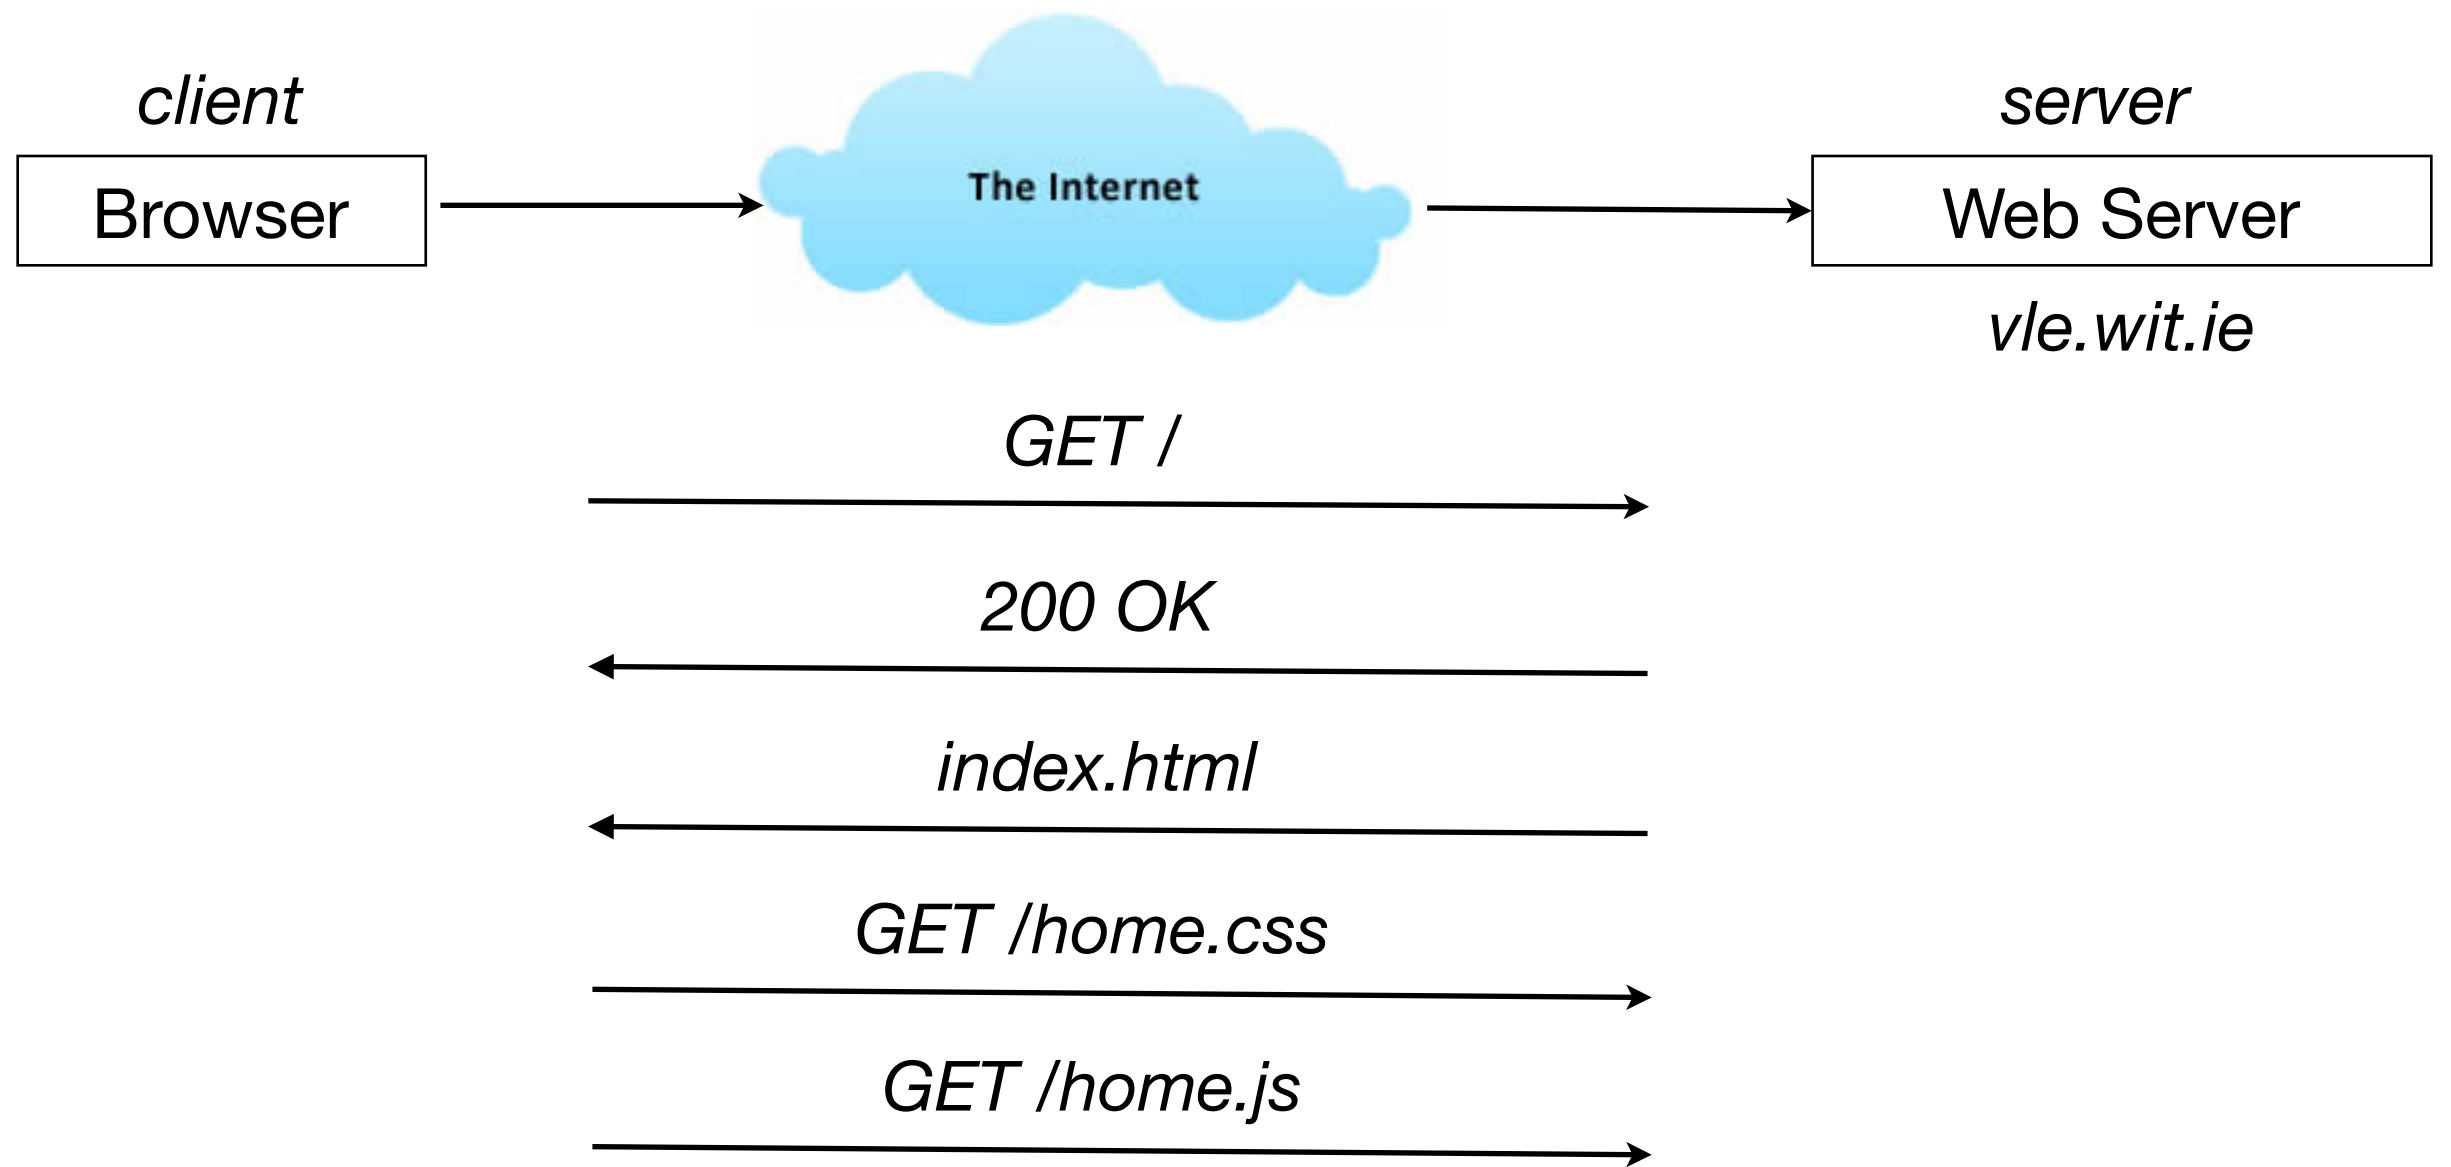 client
server
Browser
The Internet
Web Server
vle.wit.ie
GET /
200 OK
index.html
GET /home.css
GET /home.js